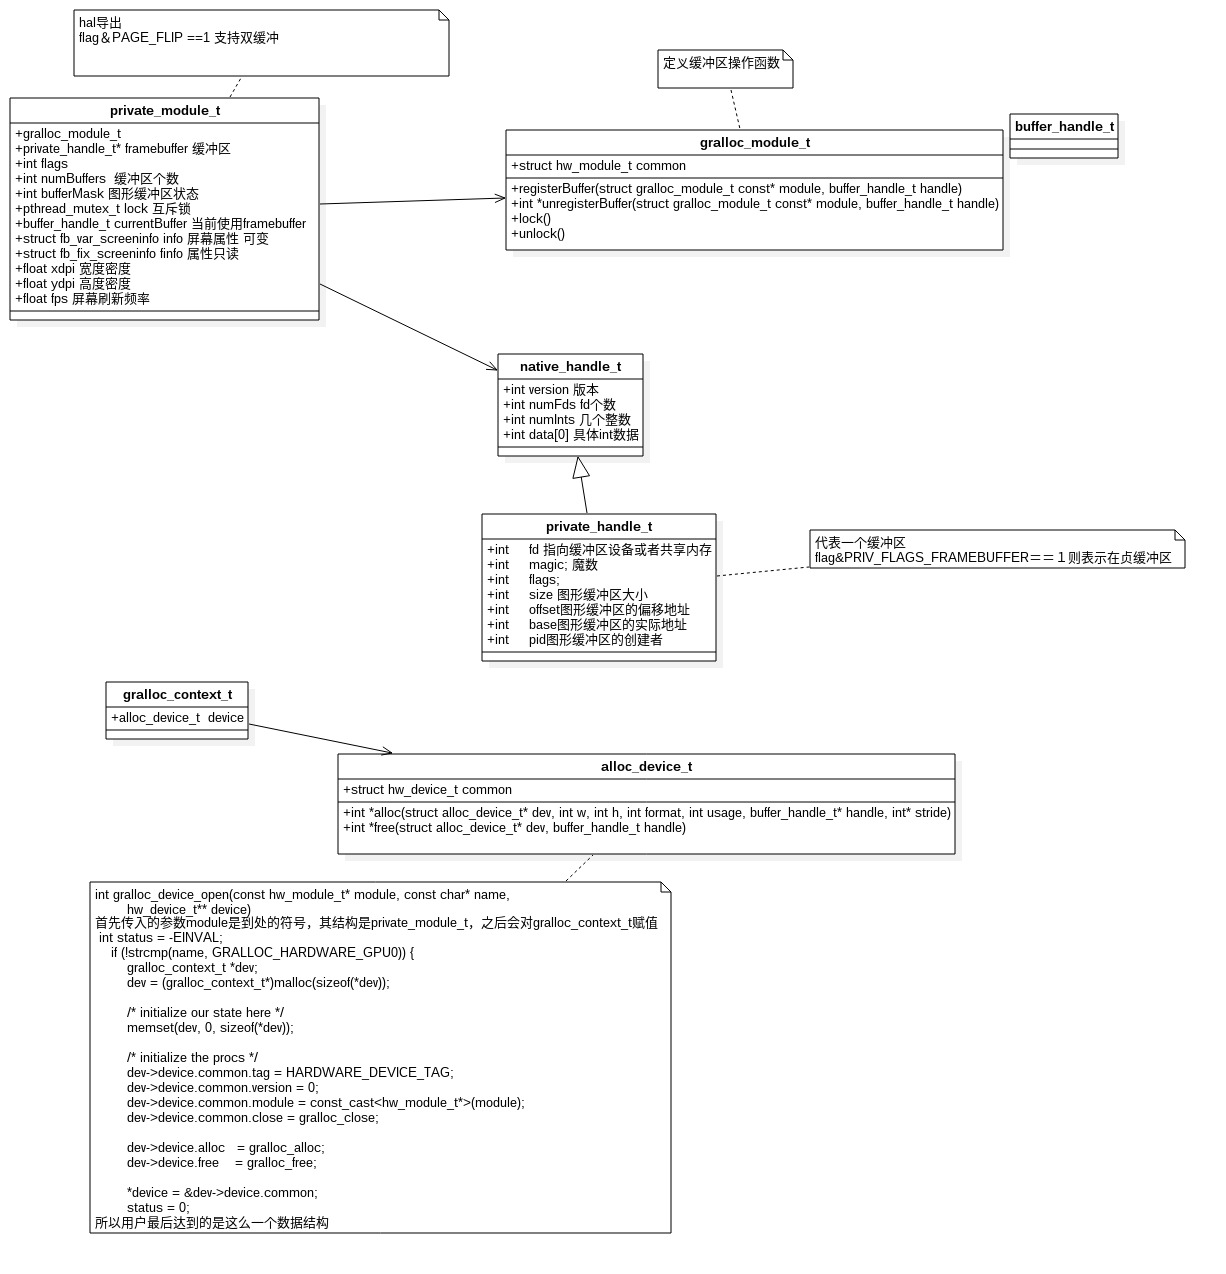 hal导出
flag＆PAGE_FLIP ==1 支持双缓冲
定义缓冲区操作函数
private_module_t
+gralloc_module_t
+private_handle_t* framebuffer 缓冲区
+int flags
+int numBuffers  缓冲区个数
+int bufferMask 图形缓冲区状态
+pthread_mutex_t lock 互斥锁
+buffer_handle_t currentBuffer 当前使用framebuffer
+struct fb_var_screeninfo info 屏幕属性 可变
+struct fb_fix_screeninfo finfo 属性只读
+float xdpi 宽度密度
+float ydpi 高度密度
+float fps 屏幕刷新频率
gralloc_module_t
+struct hw_module_t common
+registerBuffer(struct gralloc_module_t const* module, buffer_handle_t handle)
+int *unregisterBuffer(struct gralloc_module_t const* module, buffer_handle_t handle)
+lock()
+unlock()
buffer_handle_t
native_handle_t
+int version 版本
+int numFds fd个数
+int numInts 几个整数
+int data[0] 具体int数据
private_handle_t
+int     fd 指向缓冲区设备或者共享内存
+int     magic; 魔数
+int     flags;
+int     size 图形缓冲区大小
+int     offset图形缓冲区的偏移地址
+int     base图形缓冲区的实际地址
+int     pid图形缓冲区的创建者
代表一个缓冲区
flag&PRIV_FLAGS_FRAMEBUFFER＝＝１则表示在贞缓冲区
gralloc_context_t
+alloc_device_t  device
alloc_device_t
+struct hw_device_t common
+int *alloc(struct alloc_device_t* dev, int w, int h, int format, int usage, buffer_handle_t* handle, int* stride)
+int *free(struct alloc_device_t* dev, buffer_handle_t handle)
int gralloc_device_open(const hw_module_t* module, const char* name,
        hw_device_t** device)
首先传入的参数module是到处的符号，其结构是private_module_t，之后会对gralloc_context_t赋值
 int status = -EINVAL;
    if (!strcmp(name, GRALLOC_HARDWARE_GPU0)) {
        gralloc_context_t *dev;
        dev = (gralloc_context_t*)malloc(sizeof(*dev));
        /* initialize our state here */
        memset(dev, 0, sizeof(*dev));
        /* initialize the procs */
        dev->device.common.tag = HARDWARE_DEVICE_TAG;
        dev->device.common.version = 0;
        dev->device.common.module = const_cast<hw_module_t*>(module);
        dev->device.common.close = gralloc_close;
        dev->device.alloc   = gralloc_alloc;
        dev->device.free    = gralloc_free;
        *device = &dev->device.common;
        status = 0;
所以用户最后达到的是这么一个数据结构